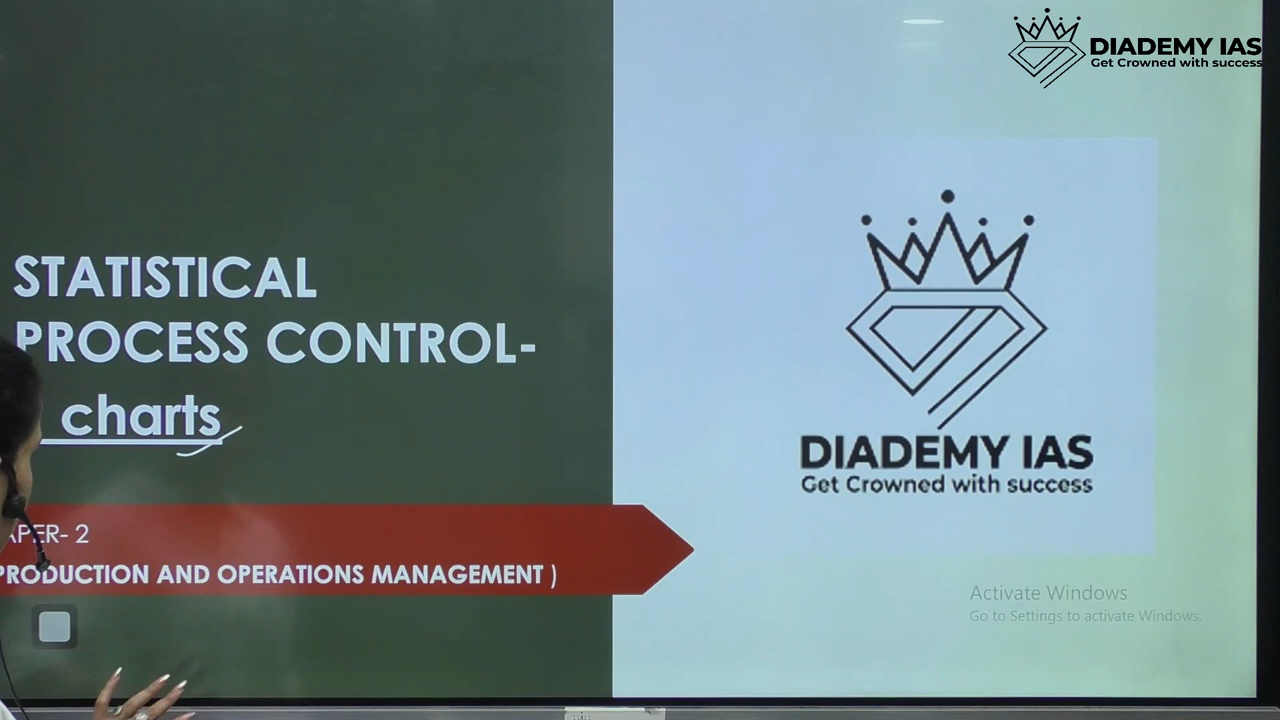 DIADEMY IAS
Get Crowned with success
STATISTICAL
PROCESS CONTROL-
charts
PAPER- 2
PRODUCTION AND OPERATIONS MANAGEMENT )
DIADEMY IAS
Get Crowned with success
Activate Windows
Go to Settings to activate Windows.